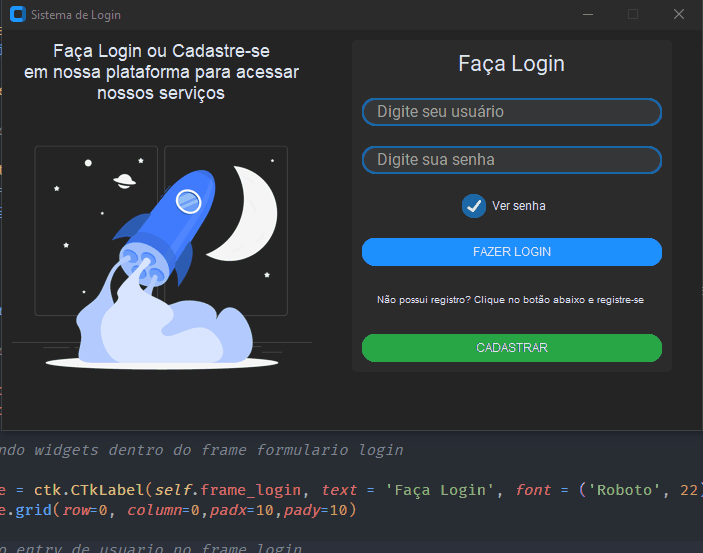 Sistema de Login
Faça Login ou Cadastre-se
em nossa plataforma para acessar
nossos serviços
Faça Login
Digite seu usuário
Digite sua senha
Ver senha
FAZER LOGIN
Não possui registro? Clique no botão abaixo e registre-se
CADASTRAR
ndo widgets dentro do frame formulario login
e = ctk.CTkLabel(self.frame_login, text = 'Faça Login', font = ('Roboto', 22)
e.grid(row=0, column=0,padx=10,pady=10)
o entry de usuario no frame login